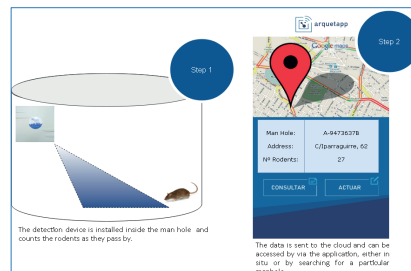 Step 1
The detection device is installed inside the man hole and
counts the rodents as they pass by.
arquetapp
Step 2
Google maps
Man Hole: A-9473637B
Address: C/Iparraguirre, 62
Nº Rodents: 27
CONSULTAR
ACTUAR
The data is sent to the cloud and can be
accessed by via the application, either in
situ or by searching for a particular